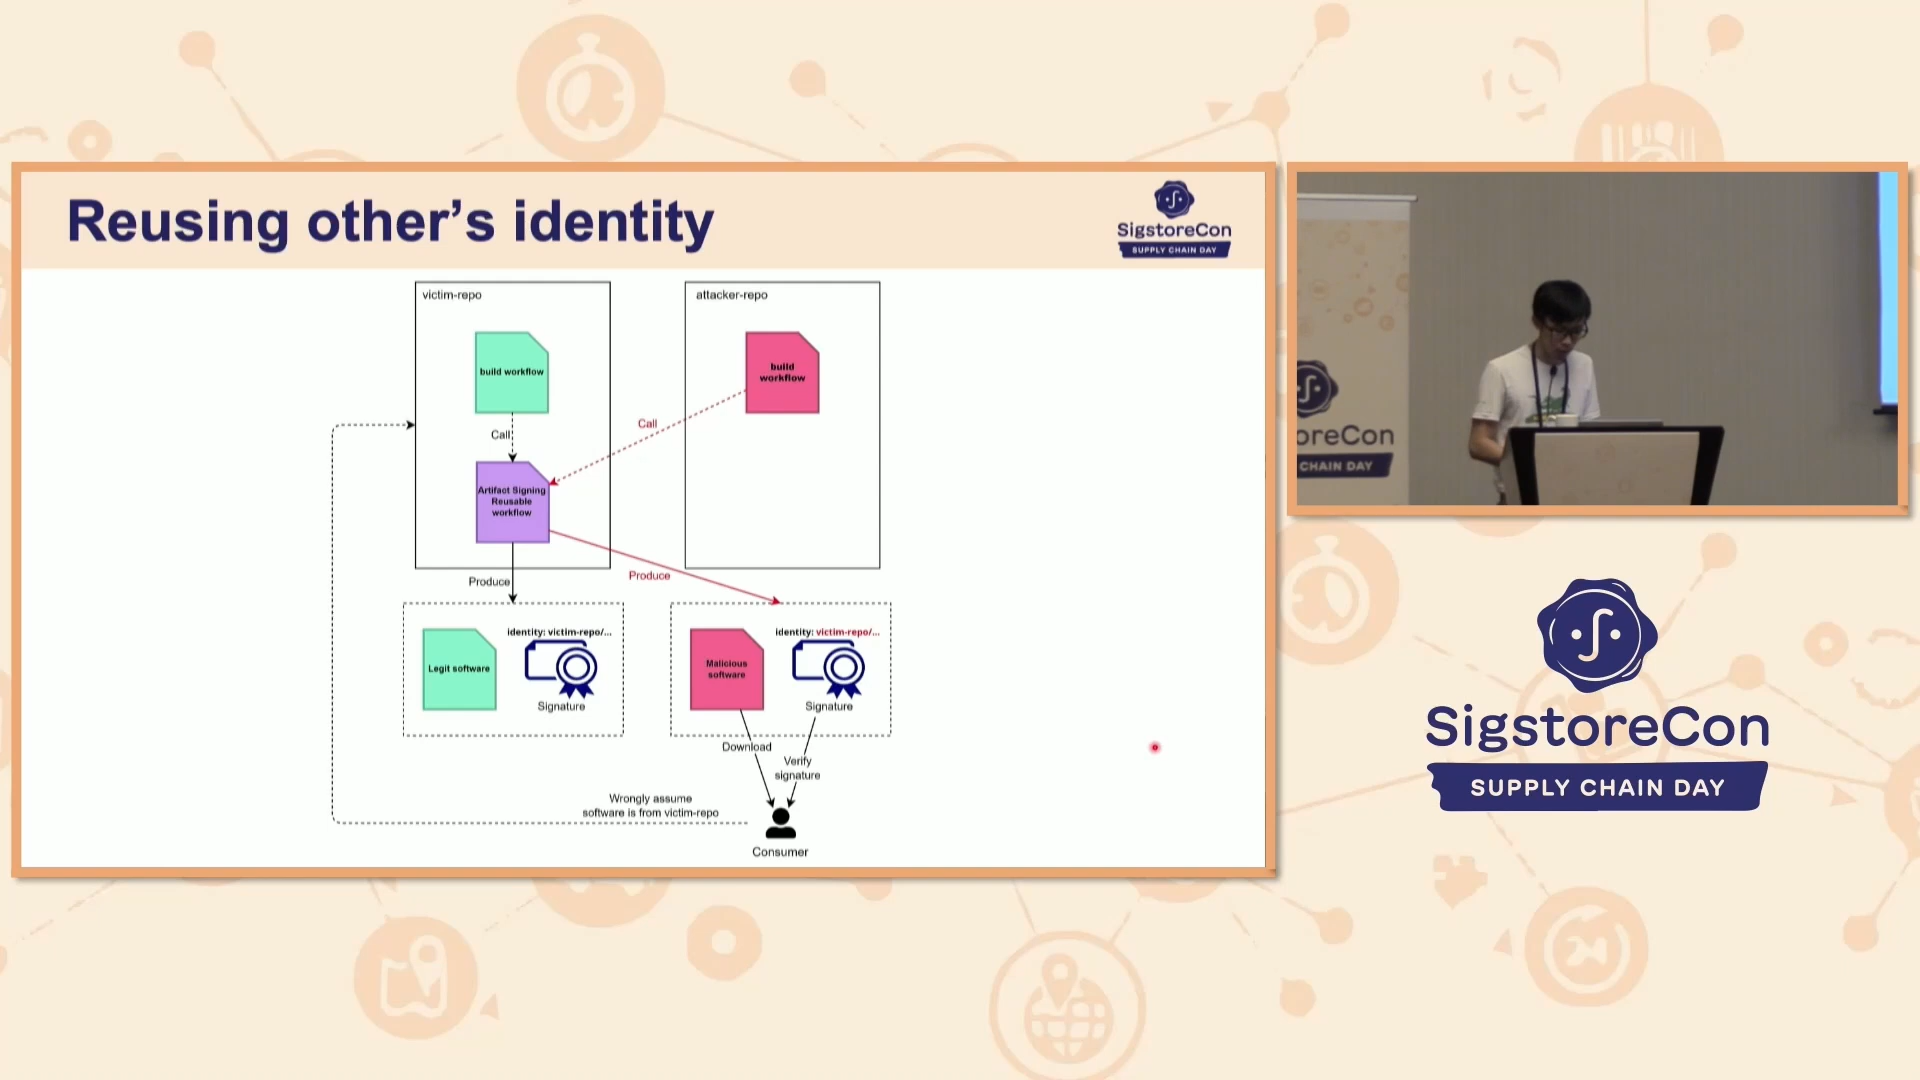 Reusing other's identity
SigstoreCon
SUPPLY CHAIN DAY
victim-repo
attacker-repo
build workflow
build
workflow
Call
Call
Artifact Signing
Reusable
workflow
Produce
Produce
identity: victim-repo/...
Legit software
Signature
identity: victim-repo/...
Malicious
software
Signature
Download
Verify
signature
Wrongly assume
software is from victim-repo
Consumer
oreCon
CHAIN DAY
SigstoreCon
SUPPLY CHAIN DAY